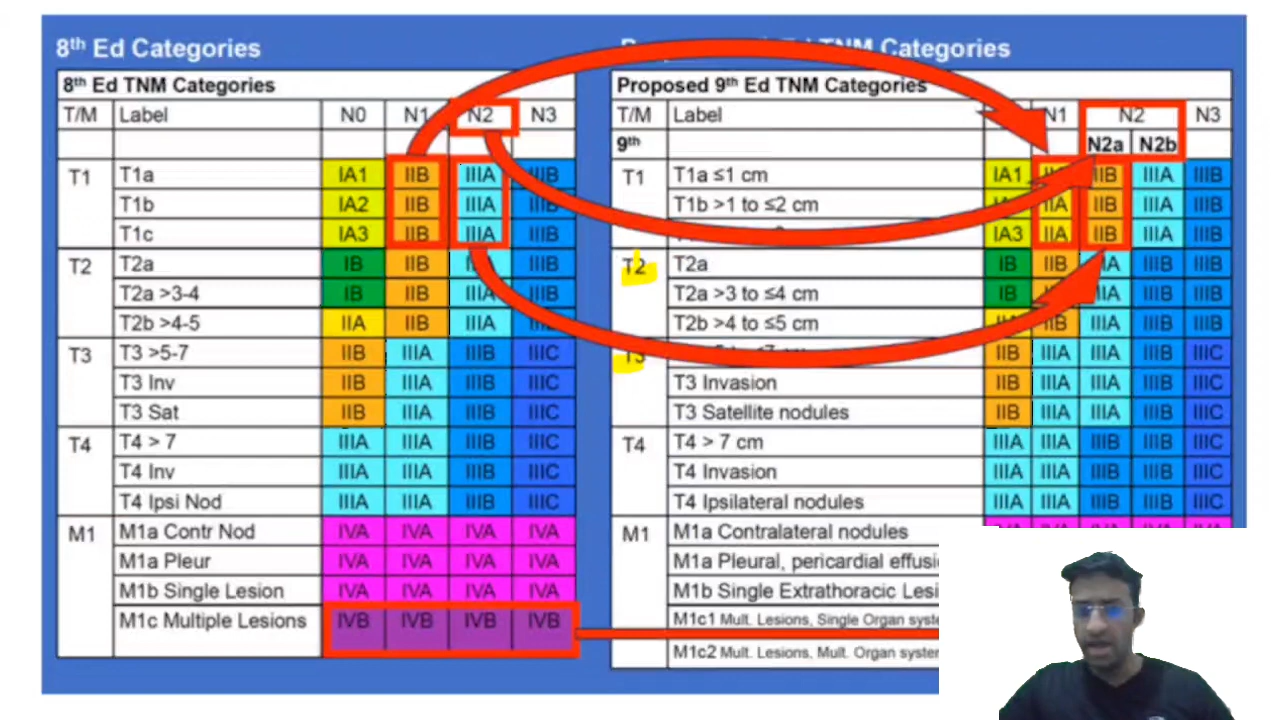 8th Ed Categories
TNM Categories
8th Ed TNM Categories
T/M Label N0 N1 N2 N3
T1 T1a IA1 IIB IIIA IIIB
T1b IA2 IIB IIIA IIIB
T1c IA3 IIB IIIA IIIB
T2 T2a IB IIB IIIB
T2a >3-4 IB IIB IIIA IIIB
T2b >4-5 IIA IIB IIIA IIIB
T3 T3 >5-7 IIB IIIA IIIB IIIC
T3 Inv IIB IIIA IIIB IIIC
T3 Sat IIB IIIA IIIB IIIC
T4 T4 > 7 IIIA IIIA IIIB IIIC
T4 Inv IIIA IIIA IIIB IIIC
T4 Ipsi Nod IIIA IIIA IIIB IIIC
M1 M1a Contr Nod IVA IVA IVA IVA
M1a Pleur IVA IVA IVA IVA
M1b Single Lesion IVA IVA IVA IVA
M1c Multiple Lesions IVB IVB IVB IVB
Proposed 9th Ed TNM Categories
T/M Label N1 N2 N3
9th N2a N2b
T1 T1a ≤1 cm IA1 IIB IIIA IIIB
T1b >1 to ≤2 cm IIA IIB IIIA IIIB
IA3 IIA IIB IIIA IIIB
T2 T2a IB IIB IIIB IIIB
T2a >3 to ≤4 cm IB IIIA IIIB IIIB
T2b >4 to ≤5 cm IIB IIIA IIIB IIIB
T3 IIB IIIA IIIA IIIB IIIC
T3 Invasion IIB IIIA IIIA IIIB IIIC
T3 Satellite nodules IIB IIIA IIIA IIIB IIIC
T4 T4 > 7 cm IIIA IIIA IIIB IIIB IIIC
T4 Invasion IIIA IIIA IIIB IIIB IIIC
T4 Ipsilateral nodules IIIA IIIA IIIB IIIB IIIC
M1 M1a Contralateral nodules IVA IVA IVA IVA
M1a Pleural, pericardial
M1b Single Extrathoracic
M1c1 Mult. Lesions, Single Organ
M1c2 Mult. Lesions, Mult. Organ